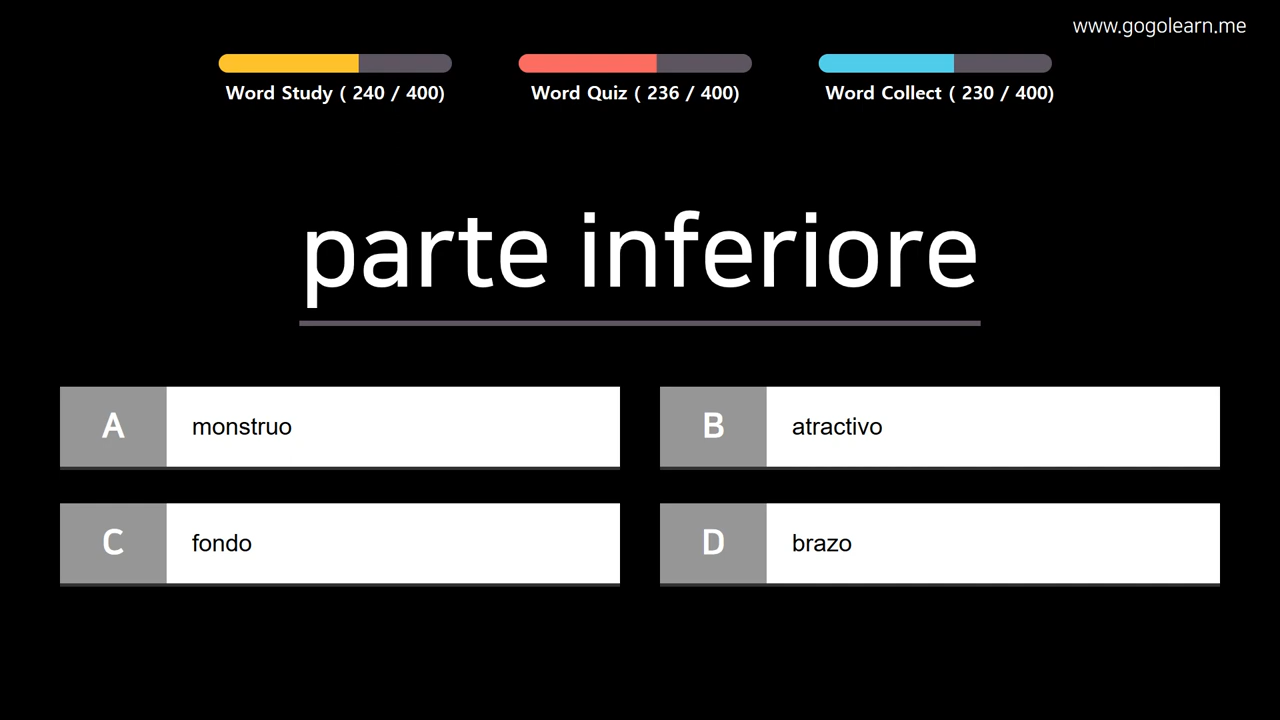 www.gogolearn.me
Word Study ( 240 / 400)
Word Quiz ( 236 / 400)
Word Collect ( 230 / 400)
parte inferiore
A monstruo
B atractivo
C fondo
D brazo